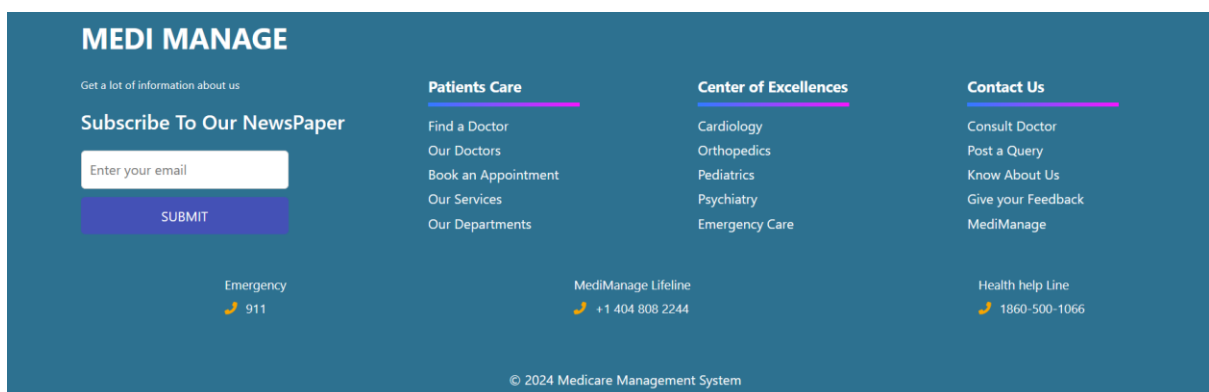 MEDI MANAGE
Get a lot of information about us
Subscribe To Our NewsPaper
Enter your email
SUBMIT
Patients Care
Find a Doctor
Our Doctors
Book an Appointment
Our Services
Our Departments
Center of Excellences
Cardiology
Orthopedics
Pediatrics
Psychiatry
Emergency Care
Contact Us
Consult Doctor
Post a Query
Know About Us
Give your Feedback
MediManage
Emergency
911
MediManage Lifeline
+1 404 808 2244
Health help Line
1860-500-1066
© 2024 Medicare Management System